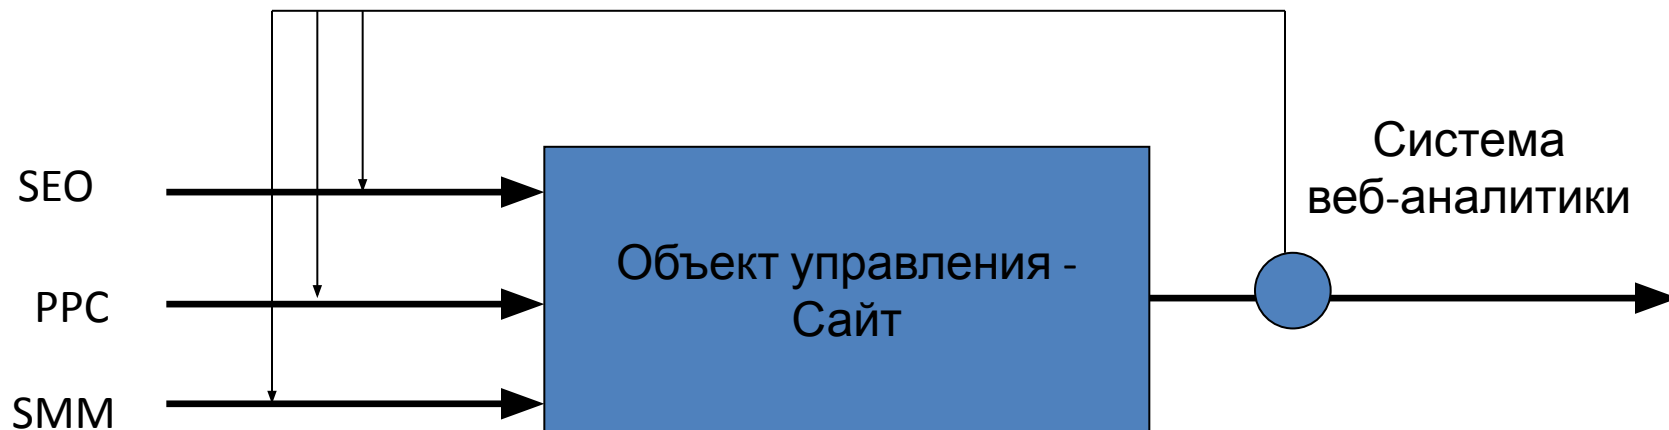 Система
веб-аналитики
SEO
Объект управления -
Сайт
PPC
SMM